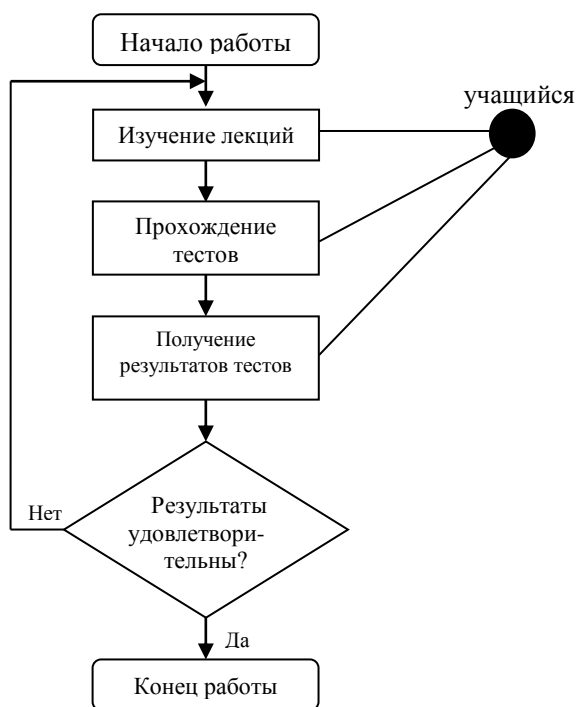 Начало работы
учащийся
Изучение лекций
Прохождение
тестов
Получение
результатов тестов
Результаты
удовлетвори-
тельны?
Нет
Да
Конец работы